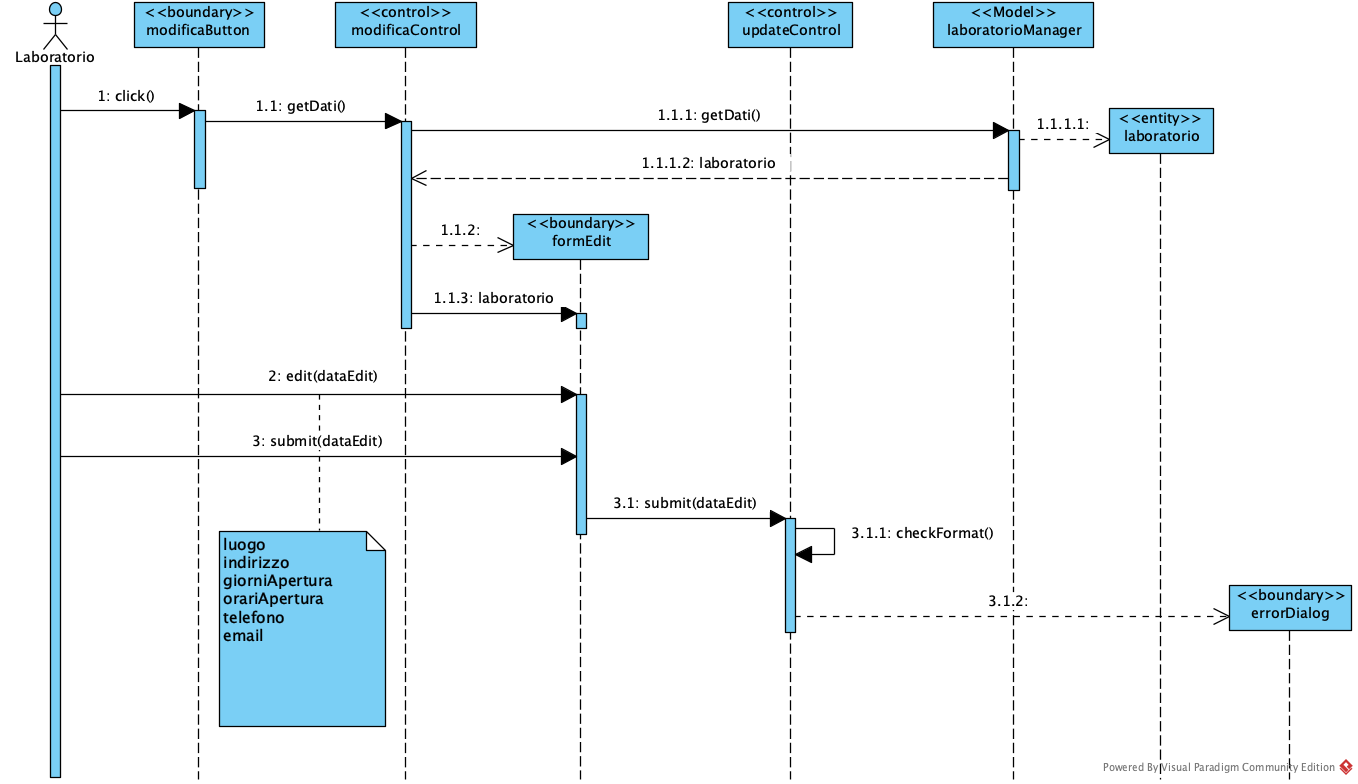 <<boundary>>
modificaButton
<<control>>
modificaControl
<<control>>
updateControl
<<Model>>
laboratorioManager
Laboratorio
1: click()
1.1: getDati()
1.1.1: getDati()
1.1.1.1:
<<entity>>
laboratorio
1.1.1.2: laboratorio
<<boundary>>
formEdit
1.1.2:
1.1.3: laboratorio
2: edit(dataEdit)
3: submit(dataEdit)
3.1: submit(dataEdit)
3.1.1: checkFormat()
luogo
indirizzo
giorniApertura
orariApertura
telefono
email
3.1.2:
<<boundary>>
errorDialog
Powered By Visual Paradigm Community Edition